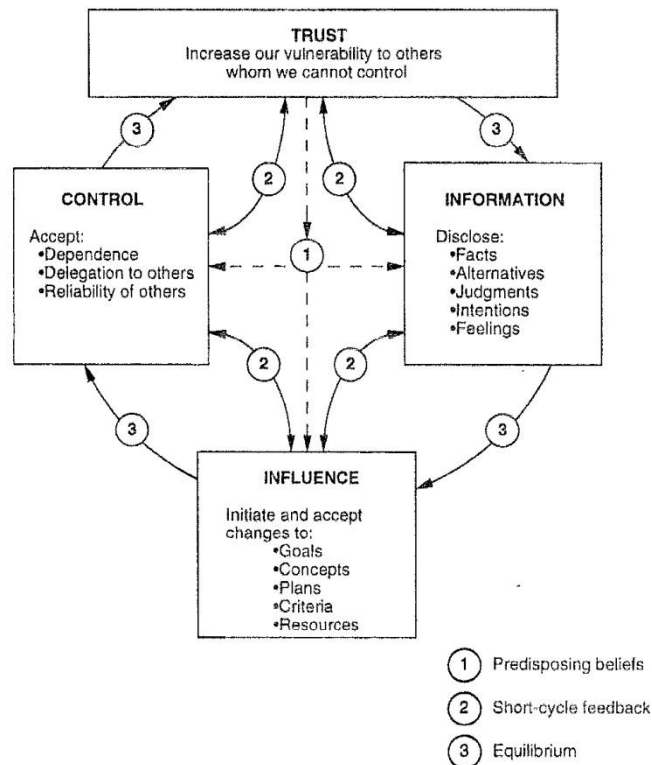 TRUST
Increase our vulnerability to others
whom we cannot control
3
3
2
2
CONTROL
Accept:
•Dependence
•Delegation to others
•Reliability of others
INFORMATION
Disclose:
•Facts
•Alternatives
•Judgments
•Intentions
•Feelings
1
2
2
3
3
INFLUENCE
Initiate and accept
changes to:
•Goals
•Concepts
•Plans
•Criteria
•Resources
1 Predisposing beliefs
2 Short-cycle feedback
3 Equilibrium